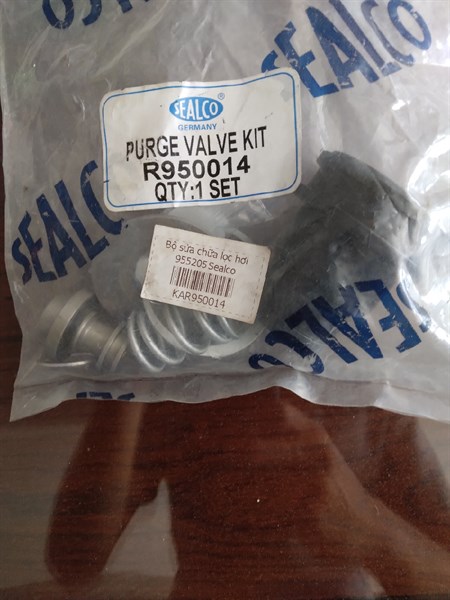 SEALCO
SEALCO
SEALCO®
GERMANY
PURGE VALVE KIT
R950014
QTY:1 SET
SEALCO
Bộ sửa chữa lọc hơi
955205 Sealco
KAR950014
SEALCO